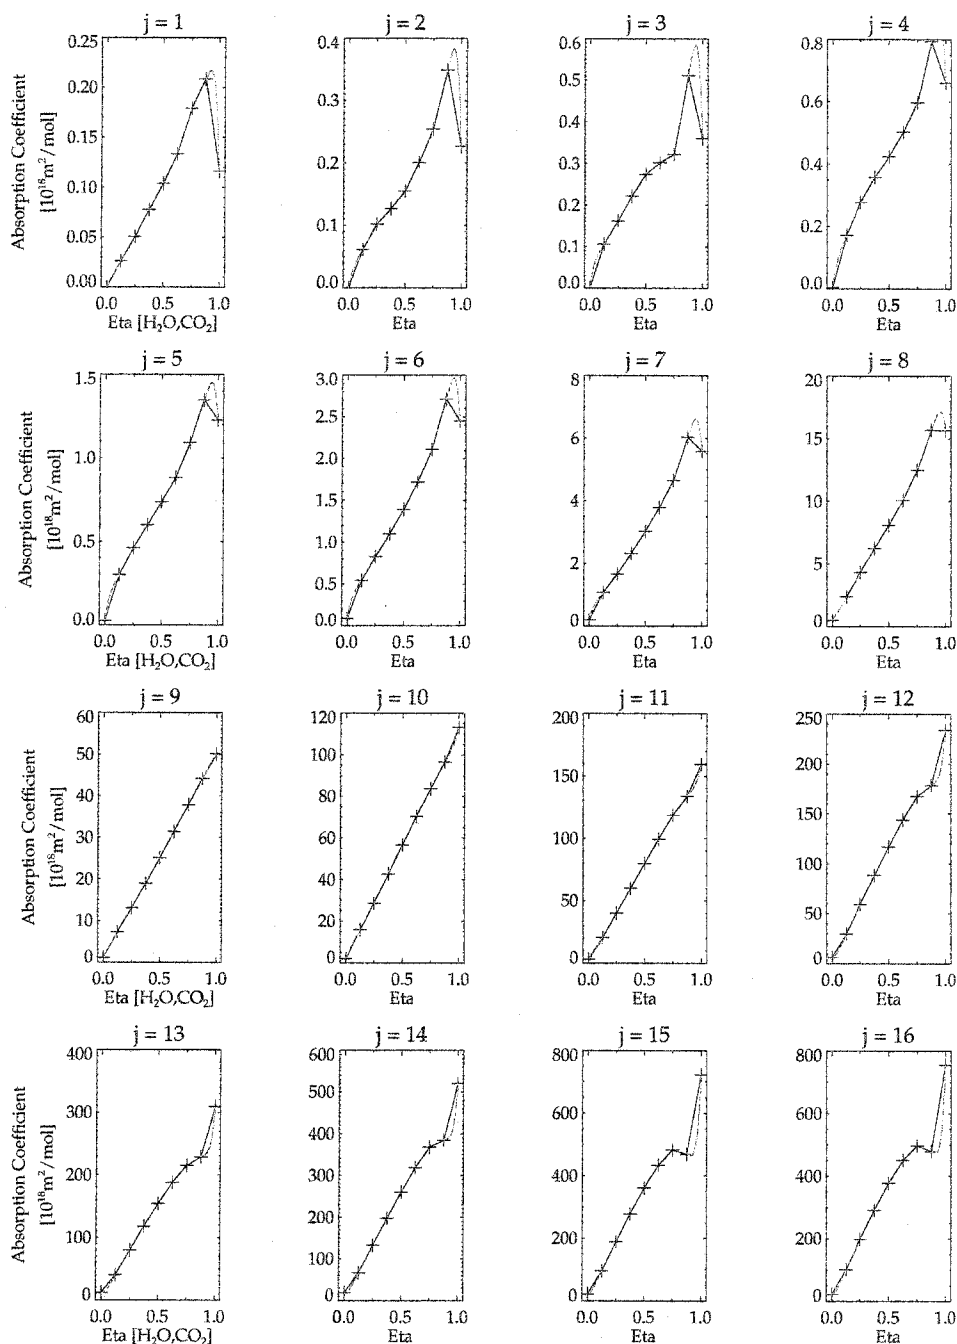 j = 1
0.25
0.20
0.15
0.10
0.05
0.00
0.0 0.5 1.0
Eta [H₂O,CO₂]
Absorption Coefficient
[10¹⁸m²/mol]
j = 2
0.4
0.3
0.2
0.1
0.0
0.0 0.5 1.0
Eta
j = 3
0.6
0.5
0.4
0.3
0.2
0.1
0.0
0.0 0.5 1.0
Eta
j = 4
0.8
0.6
0.4
0.2
0.0
0.0 0.5 1.0
Eta
j = 5
1.5
1.0
0.5
0.0
0.0 0.5 1.0
Eta [H₂O,CO₂]
Absorption Coefficient
[10¹⁸m²/mol]
j = 6
3.0
2.5
2.0
1.5
1.0
0.5
0.0
0.0 0.5 1.0
Eta
j = 7
8
6
4
2
0
0.0 0.5 1.0
Eta
j = 8
20
15
10
5
0
0.0 0.5 1.0
Eta
j = 9
60
50
40
30
20
10
0
0.0 0.5 1.0
Eta [H₂O,CO₂]
Absorption Coefficient
[10¹⁸m²/mol]
j = 10
120
100
80
60
40
20
0
0.0 0.5 1.0
Eta
j = 11
200
150
100
50
0
0.0 0.5 1.0
Eta
j = 12
250
200
150
100
50
0
0.0 0.5 1.0
Eta
j = 13
400
300
200
100
0
0.0 0.5 1.0
Eta [H₂O,CO₂]
Absorption Coefficient
[10¹⁸m²/mol]
j = 14
600
500
400
300
200
100
0
0.0 0.5 1.0
Eta
j = 15
800
600
400
200
0
0.0 0.5 1.0
Eta
j = 16
800
600
400
200
0
0.0 0.5 1.0
Eta